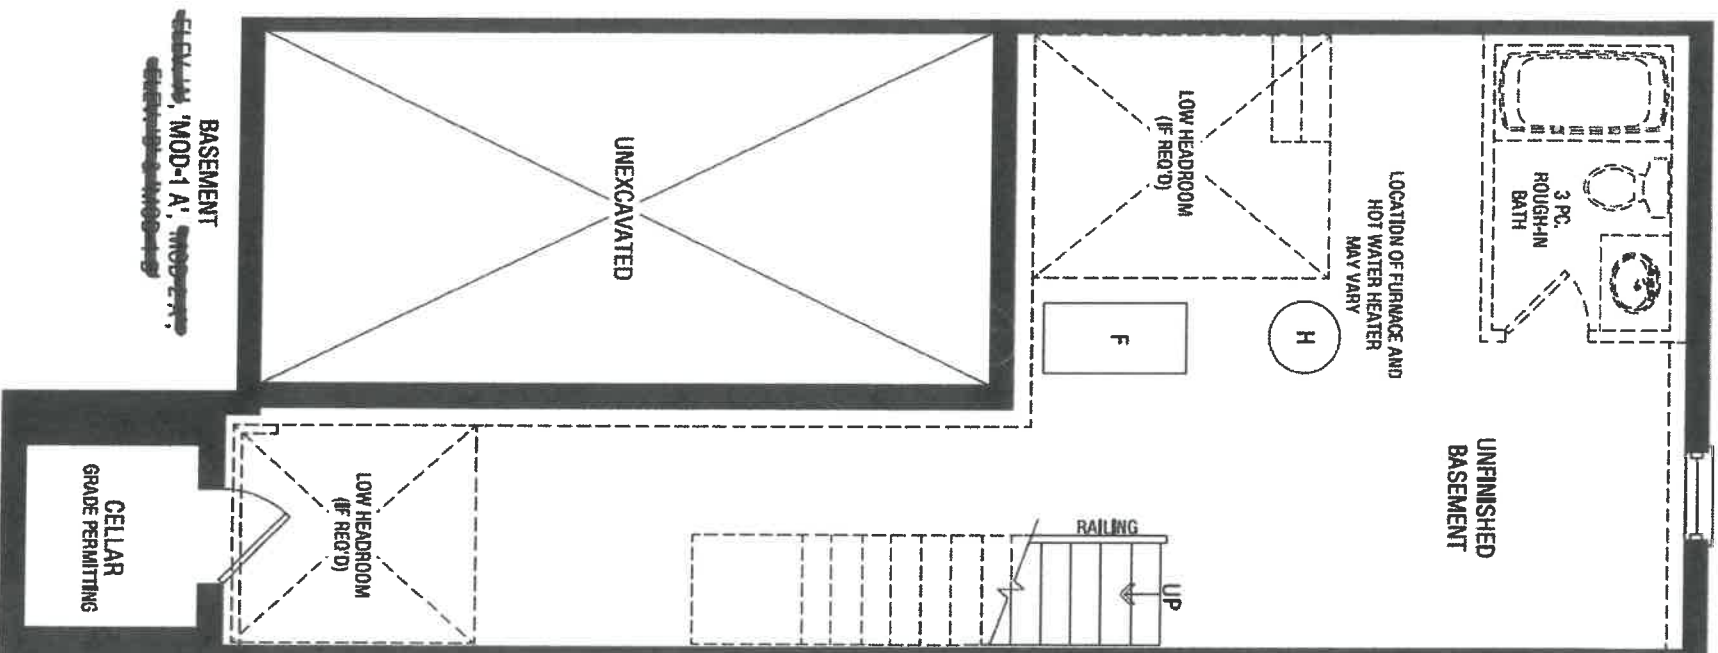 3 PC.
ROUGH-IN
BATH
LOCATION OF FURNACE AND
HOT WATER HEATER
MAY VARY
LOW HEADROOM
(IF REQ'D)
H
F
UNFINISHED
BASEMENT
UNEXCAVATED
RAILING
UP
LOW HEADROOM
(IF REQ'D)
CELLAR
GRADE PERMITTING
BASEMENT
'MOD-1 A',